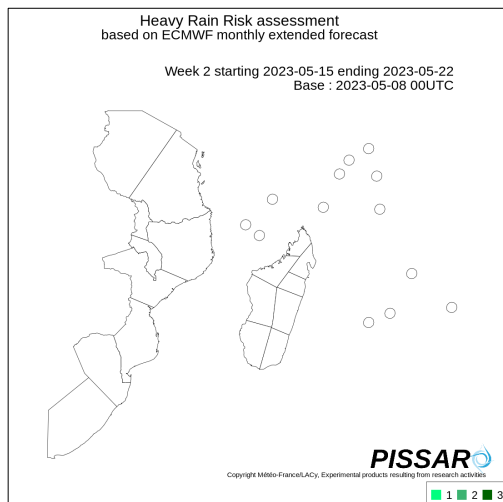 Heavy Rain Risk assessment
based on ECMWF monthly extended forecast
Week 2 starting 2023-05-15 ending 2023-05-22
Base : 2023-05-08 00UTC
PISSARO
Copyright Météo-France/LACy, Experimental products resulting from research activities
1 2 3